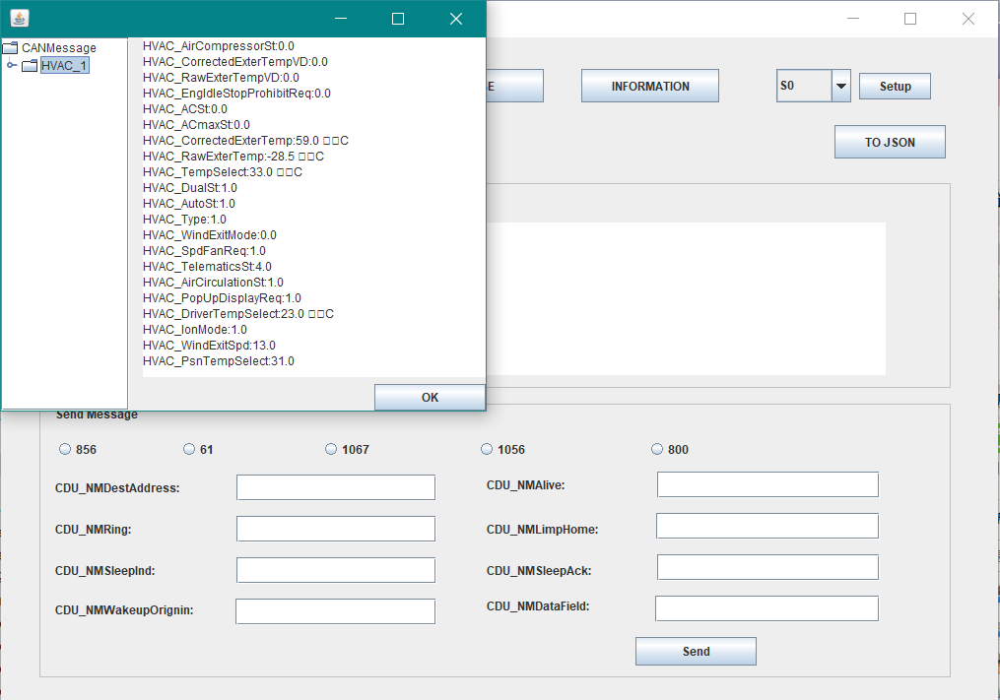 CANMessage
HVAC_1
HVAC_AirCompressorSt:0.0
HVAC_CorrectedExterTempVD:0.0
HVAC_RawExterTempVD:0.0
HVAC_EngIdleStopProhibitReq:0.0
HVAC_ACSt:0.0
HVAC_ACmaxSt:0.0
HVAC_CorrectedExterTemp:59.0 □□C
HVAC_RawExterTemp:-28.5 □□C
HVAC_TempSelect:33.0 □□C
HVAC_DualSt:1.0
HVAC_AutoSt:1.0
HVAC_Type:1.0
HVAC_WindExitMode:0.0
HVAC_SpdFanReq:1.0
HVAC_TelematicsSt:4.0
HVAC_AirCirculationSt:1.0
HVAC_PopUpDisplayReq:1.0
HVAC_DriverTempSelect:23.0 □□C
HVAC_IonMode:1.0
HVAC_WindExitSpd:13.0
HVAC_PsnTempSelect:31.0
OK
INFORMATION
S0
Setup
TO JSON
Send Message
856 61 1067 1056 800
CDU_NMDestAddress: CDU_NMAlive:
CDU_NMRing: CDU_NMLimpHome:
CDU_NMSleepInd: CDU_NMSleepAck:
CDU_NMWakeupOrignin: CDU_NMDataField:
Send